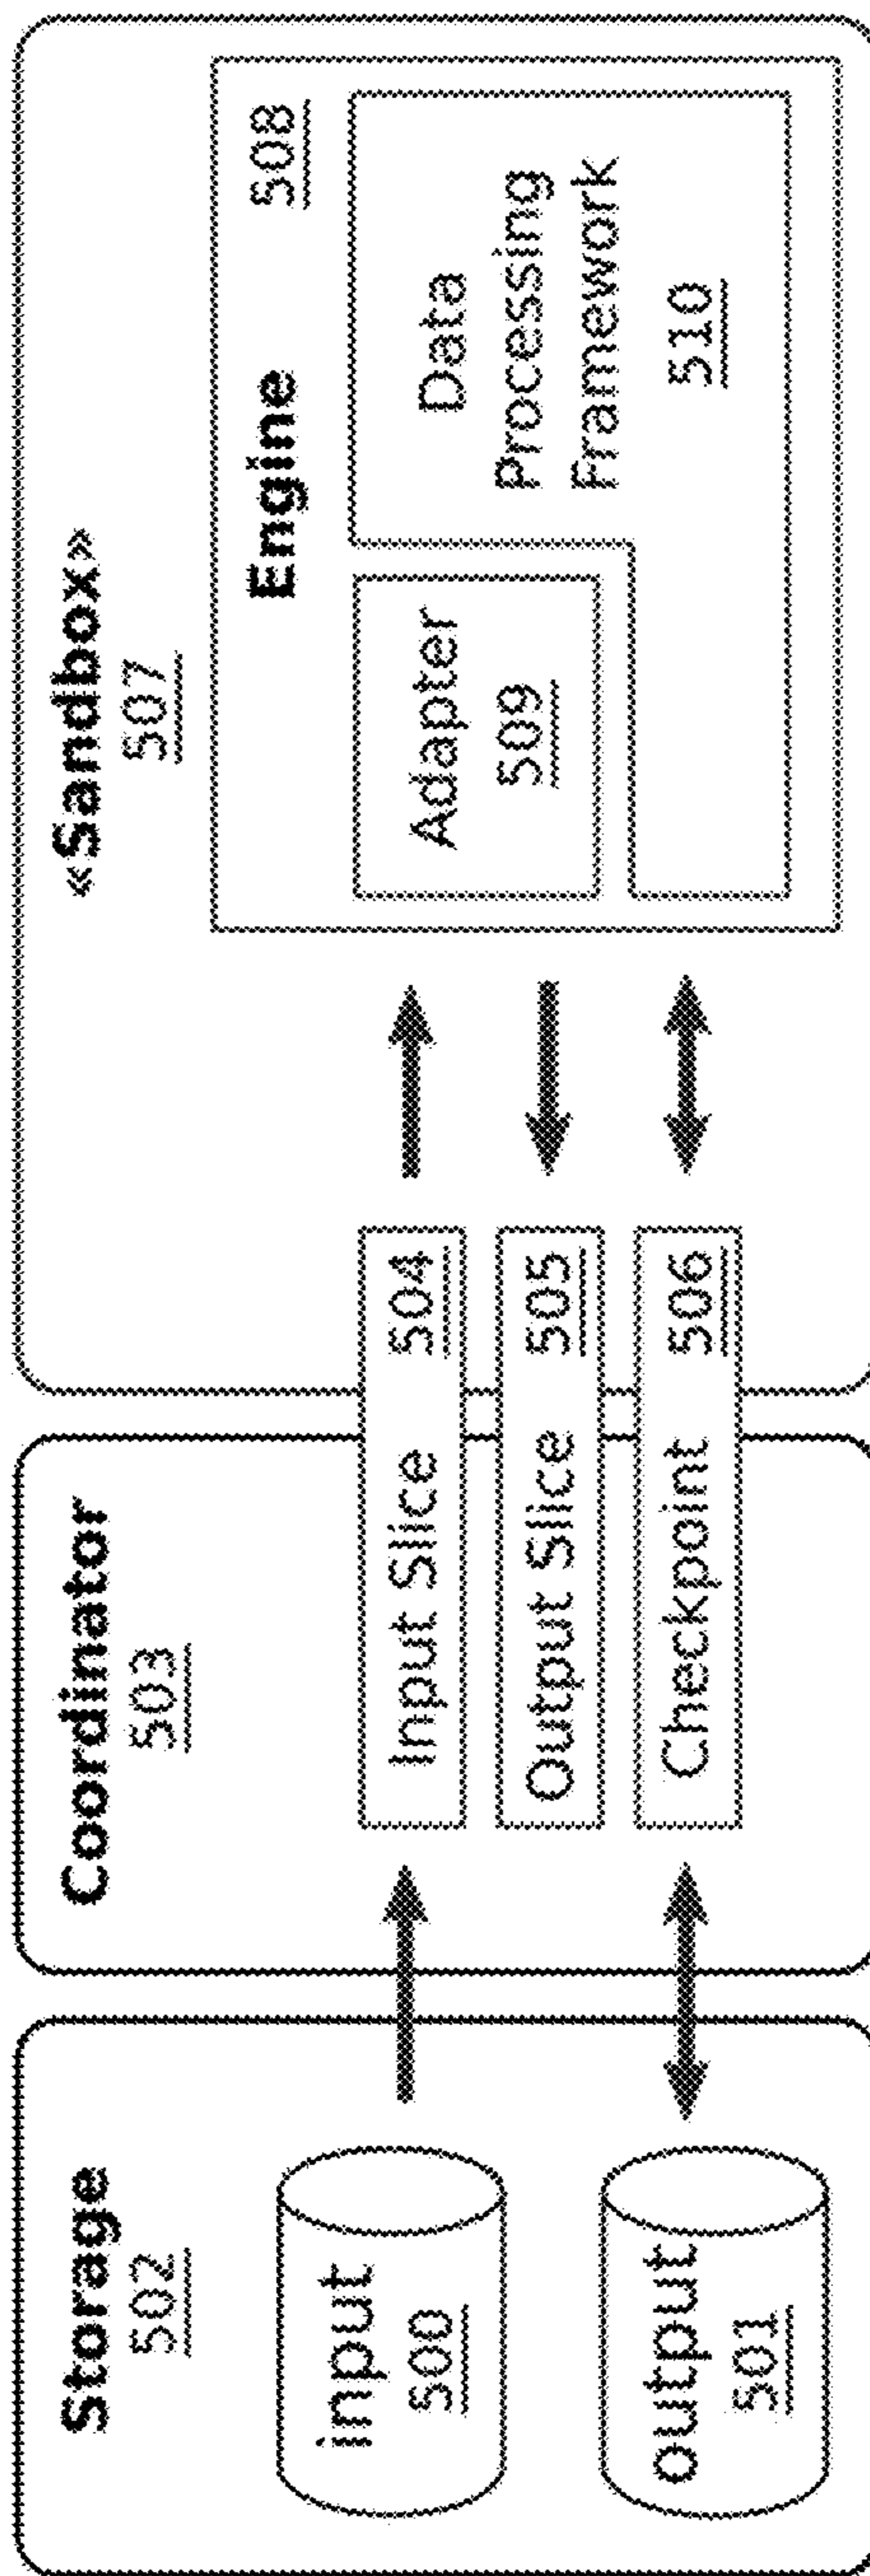 Storage
502
input
500
output
501
Coordinator
503
Input Slice 504
Output Slice 505
Checkpoint 506
«Sandbox»
507
Engine 508
Adapter
509
Data
Processing
Framework
510